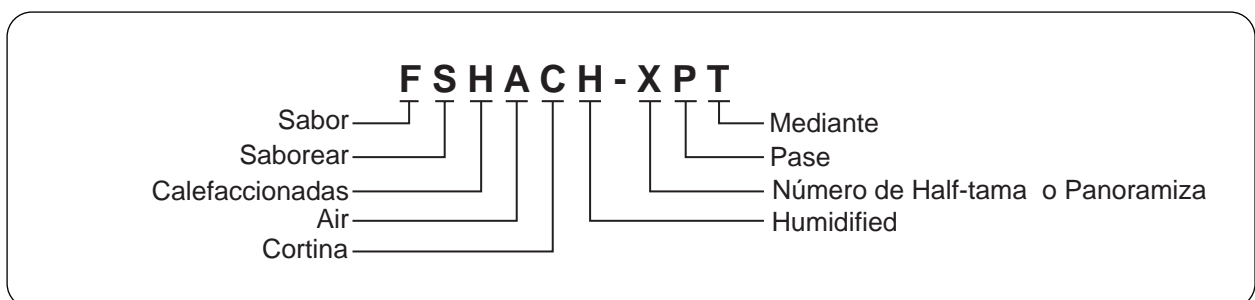 F S H A C H - X P T
Sabor
Saborear
Calefaccionadas
Air
Cortina
Mediante
Pase
Número de Half-tama o Panoramiza
Humidified